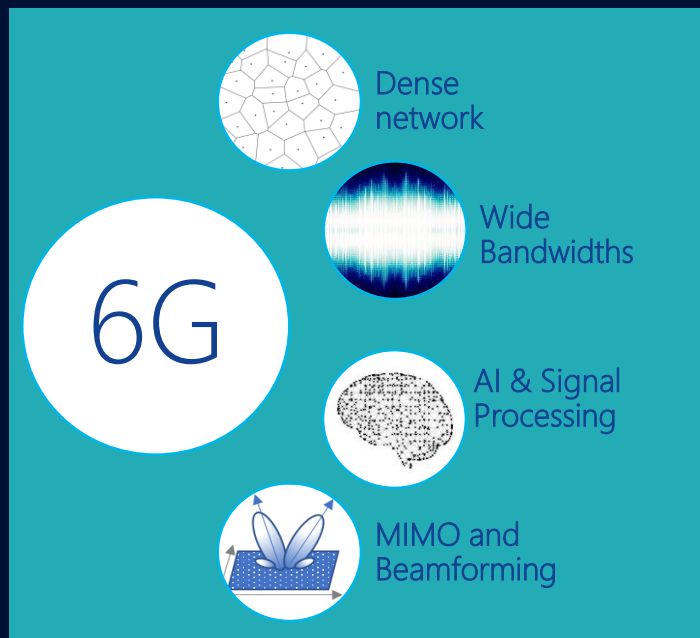 Dense
network
Wide
Bandwidths
6G
AI & Signal
Processing
MIMO and
Beamforming